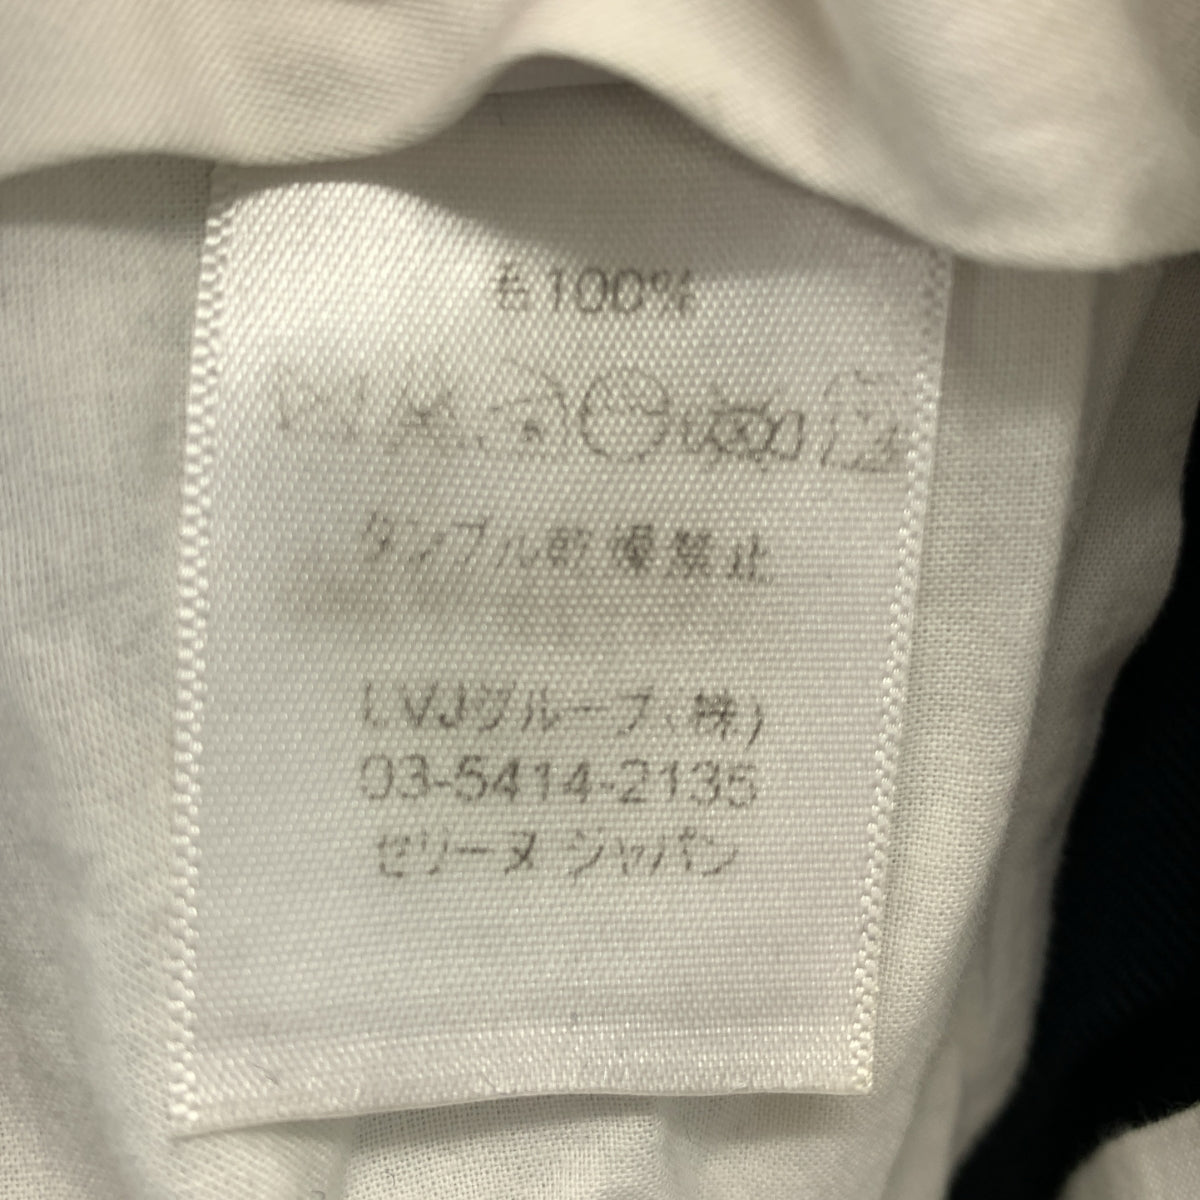 毛100%
タンブル乾燥禁止
LVJグループ(株)
03-5414-2135
セリーヌ ジャパン